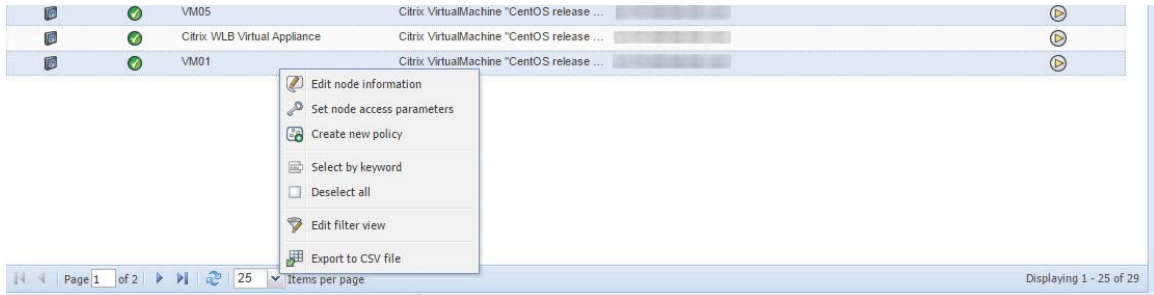 VM05 Citrix VirtualMachine "CentOS release ...
Citrix WLB Virtual Appliance Citrix VirtualMachine "CentOS release ...
VM01 Citrix VirtualMachine "CentOS release ...
Edit node information
Set node access parameters
Create new policy
Select by keyword
Deselect all
Edit filter view
Export to CSV file
Page 1 of 2 25 Items per page Displaying 1 - 25 of 29